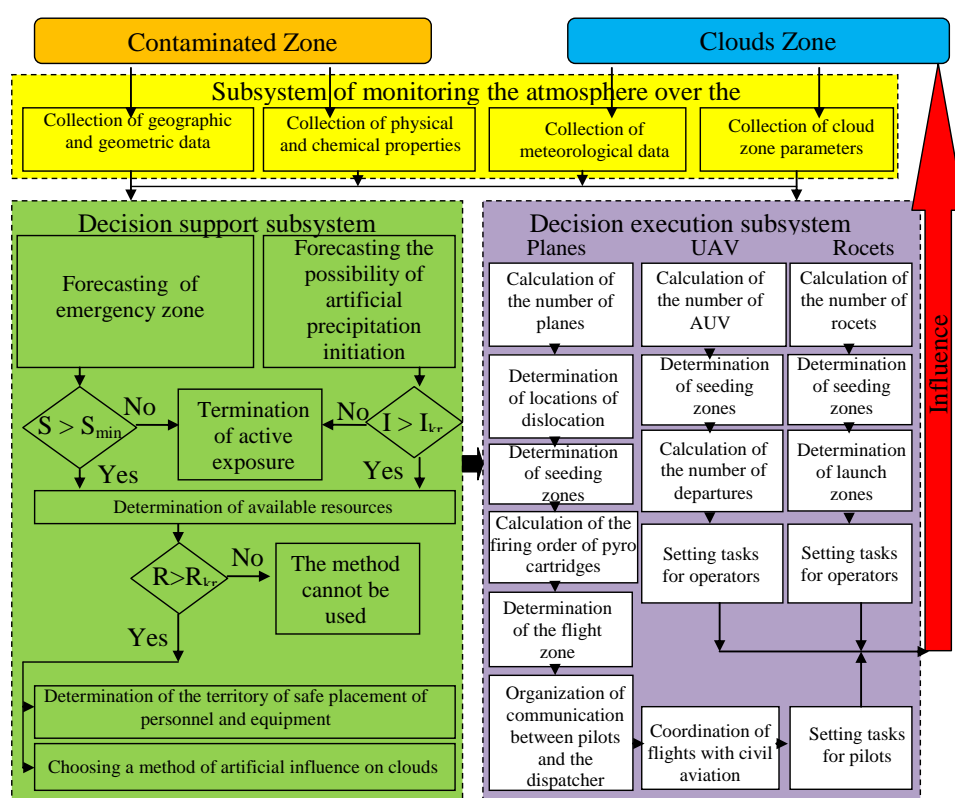 Contaminated Zone
Clouds Zone
Subsystem of monitoring the atmosphere over the
Collection of geographic
and geometric data
Collection of physical
and chemical properties
Collection of
meteorological data
Collection of cloud
zone parameters
Decision support subsystem
Forecasting of
emergency zone
Forecasting the
possibility of
artificial
precipitation
initiation
S > Smin
No
Termination
of active
exposure
No
I > Ikr
Yes
Yes
Determination of available resources
R>Rkr
No
The method
cannot be
used
Yes
Determination of the territory of safe placement of
personnel and equipment
Choosing a method of artificial influence on clouds
Decision execution subsystem
Planes
UAV
Rocets
Calculation of
the number of
planes
Determination
of locations of
dislocation
Determination
of seeding
zones
Calculation of the
firing order of pyro
cartridges
Determination
of the flight
zone
Organization of
communication
between pilots
and the
dispatcher
Calculation of
the number of
AUV
Determination
of seeding
zones
Calculation of
the number of
departures
Setting tasks
for operators
Coordination of
flights with civil
aviation
Calculation of
the number of
rocets
Determination
of seeding
zones
Determination
of launch
zones
Setting tasks
for operators
Setting tasks
for pilots
Influence